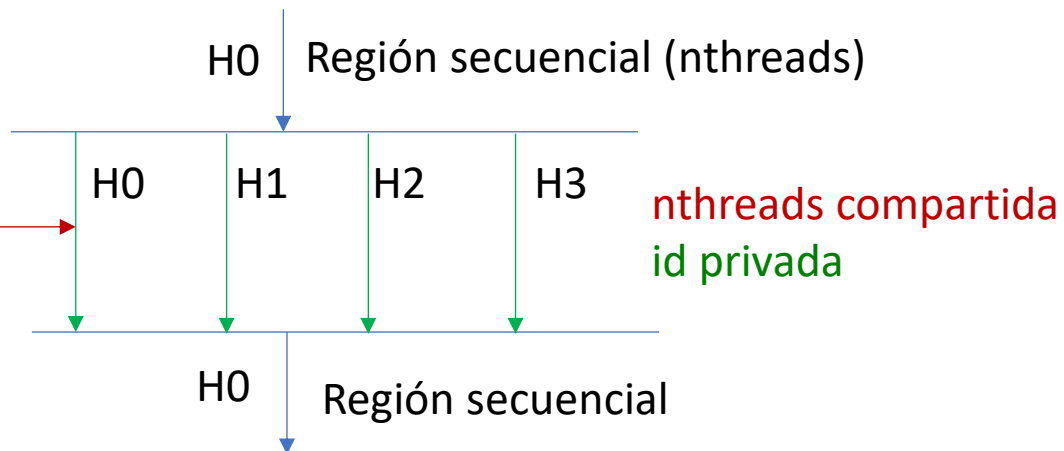 H0 Región secuencial (nthreads)
H0 H1 H2 H3
nthreads compartida
id privada
H0 Región secuencial